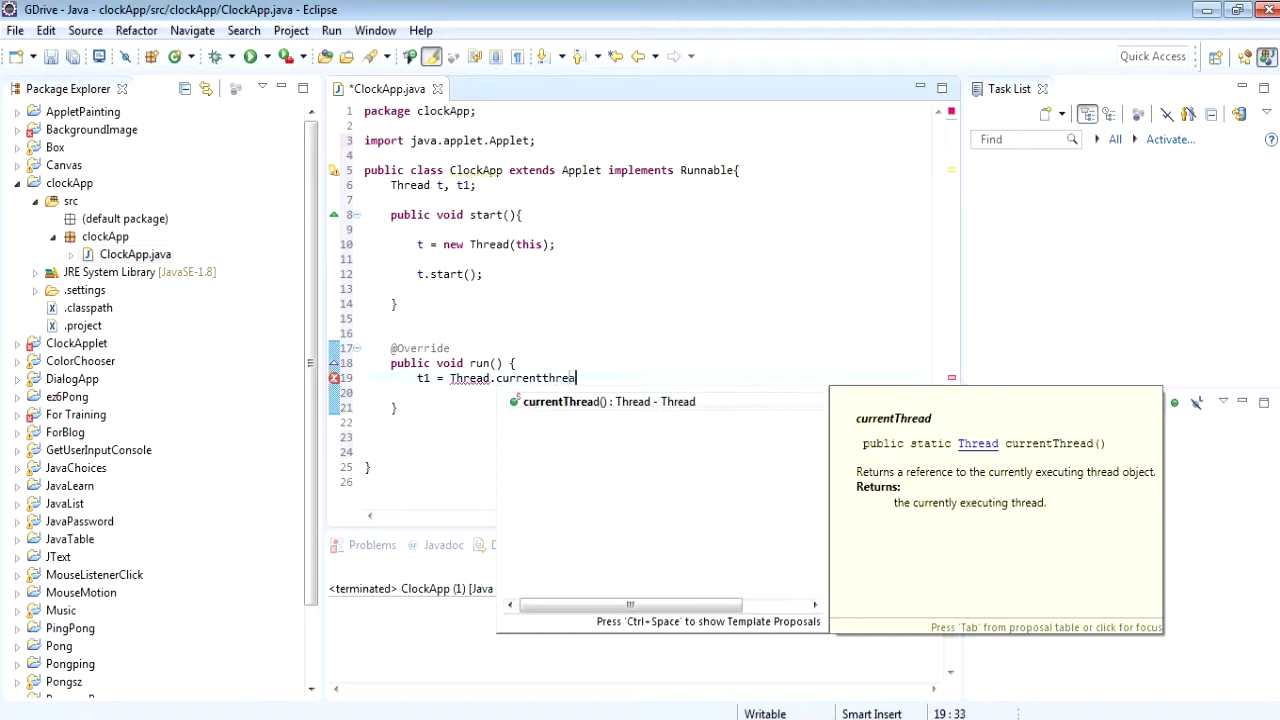 GDrive - Java - clockApp/src/clockApp/ClockApp.java - Eclipse
File Edit Source Refactor Navigate Search Project Run Window Help
Quick Access
Package Explorer
AppletPainting
BackgroundImage
Box
Canvas
clockApp
src
(default package)
clockApp
ClockApp.java
JRE System Library [JavaSE-1.8]
.settings
.classpath
.project
ClockApplet
ColorChooser
DialogApp
ez6Pong
For Training
ForBlog
GetUserInputConsole
JavaChoices
JavaLearn
JavaList
JavaPassword
JavaTable
JText
MouseListenerClick
MouseMotion
Music
PingPong
Pong
Pongping
Pongsz
*ClockApp.java
1 package clockApp;
2
3 import java.applet.Applet;
4
5 public class ClockApp extends Applet implements Runnable{
6 Thread t, t1;
7
8 public void start(){
9
10 t = new Thread(this);
11
12 t.start();
13
14 }
15
16
17 @Override
18 public void run() {
19 t1 = Thread.currentthrea
20
21 }
22
23
24
25 }
26
currentThread() : Thread - Thread
Press 'Ctrl+Space' to show Template Proposals
currentThread
public static Thread currentThread()
Returns a reference to the currently executing thread object.
Returns:
the currently executing thread.
Press 'Tab' from proposal table or click for focus
Problems @ Javadoc D
<terminated> ClockApp (1) [Java
Task List
Find All Activate...
Writable Smart Insert 19 : 33